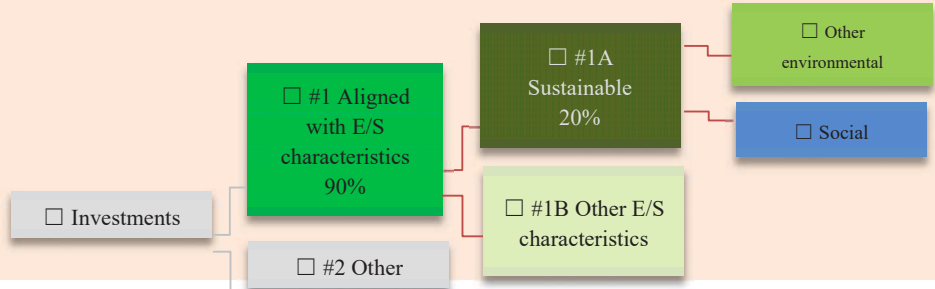 ☐ Investments
☐ #1 Aligned
with E/S
characteristics
90%
☐ #2 Other
☐ #1A
Sustainable
20%
☐ #1B Other E/S
characteristics
☐ Other
environmental
☐ Social